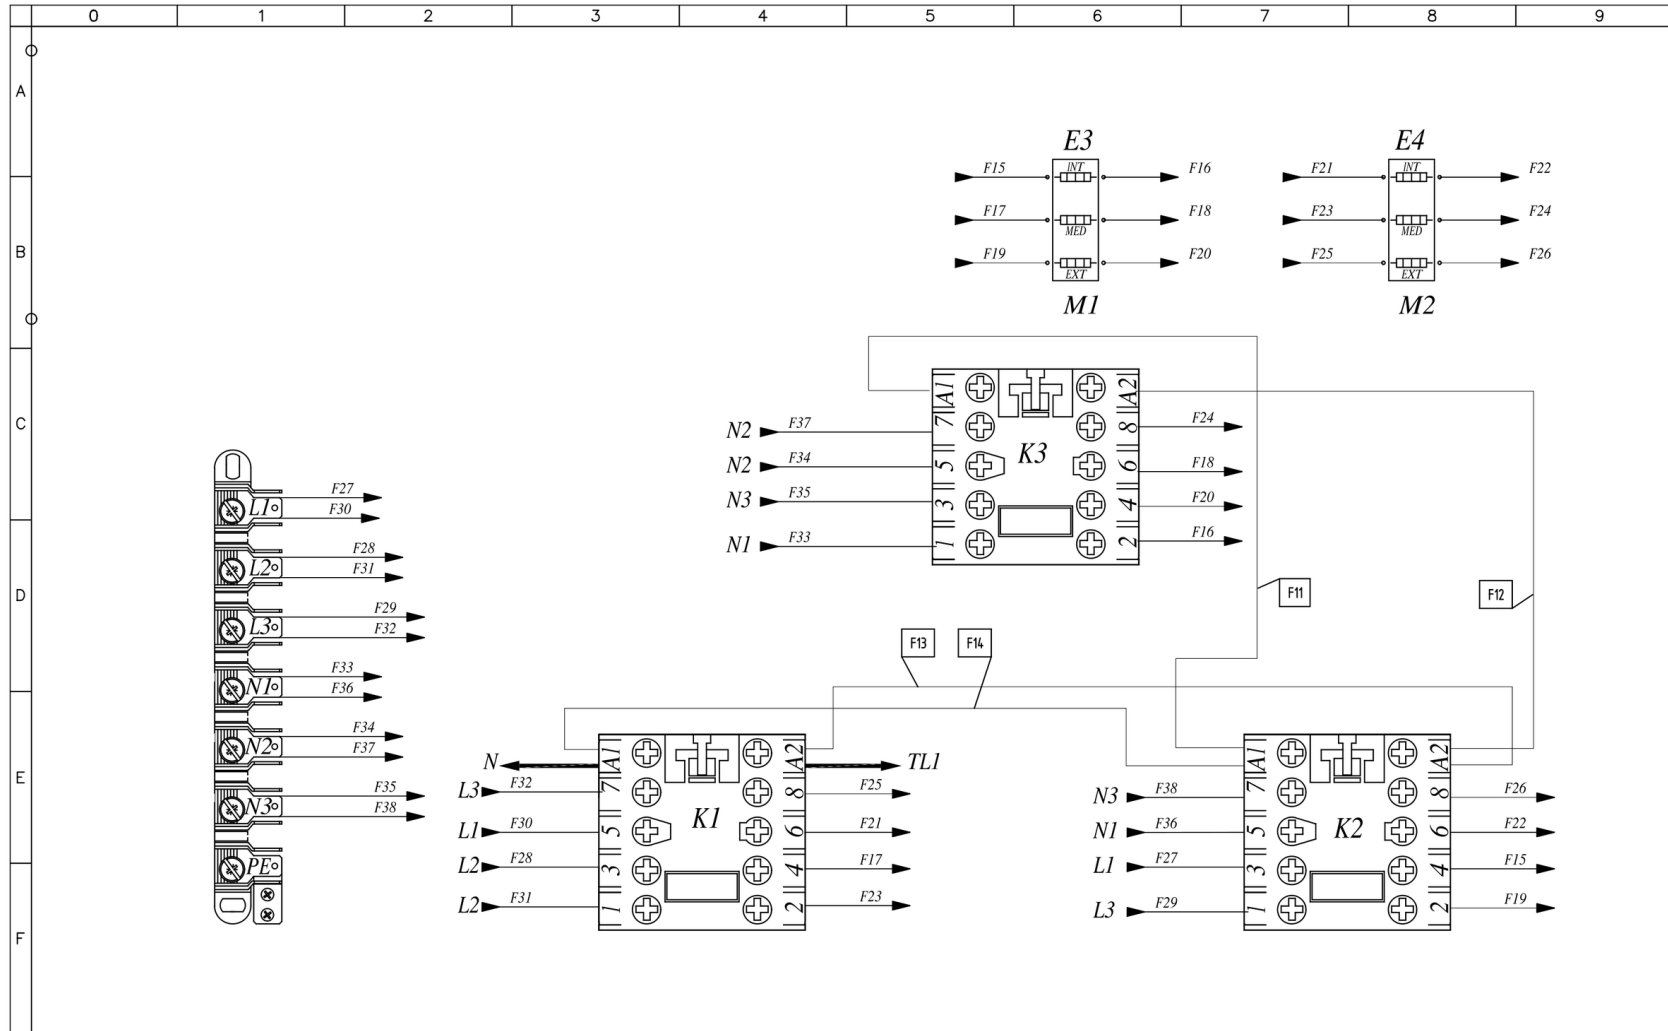 0 1 2 3 4 5 6 7 8 9
A
E3 E4
F15 INT F16 F21 INT F22
B
F17 MED F18 F23 MED F24
F19 EXT F20 F25 EXT F26
M1 M2
C
A1 A2
N2 F37 7 8 F24
K3
N2 F34 5 6 F18
N3 F35 3 4 F20
N1 F33 1 2 F16
L1 F27
F30
D
L2 F28
F31
L3 F29
F32
N1 F33
F36
N2 F34
F37
N3 F35
F38
PE
F11 F12
F13 F14
E
N A1 A2 TL1
L3 F32 7 8 F25
K1
L1 F30 5 6 F21
L2 F28 3 4 F17
L2 F31 1 2 F23
A1 A2
N3 F38 7 8 F26
K2
N1 F36 5 6 F22
L1 F27 3 4 F15
L3 F29 1 2 F19
F